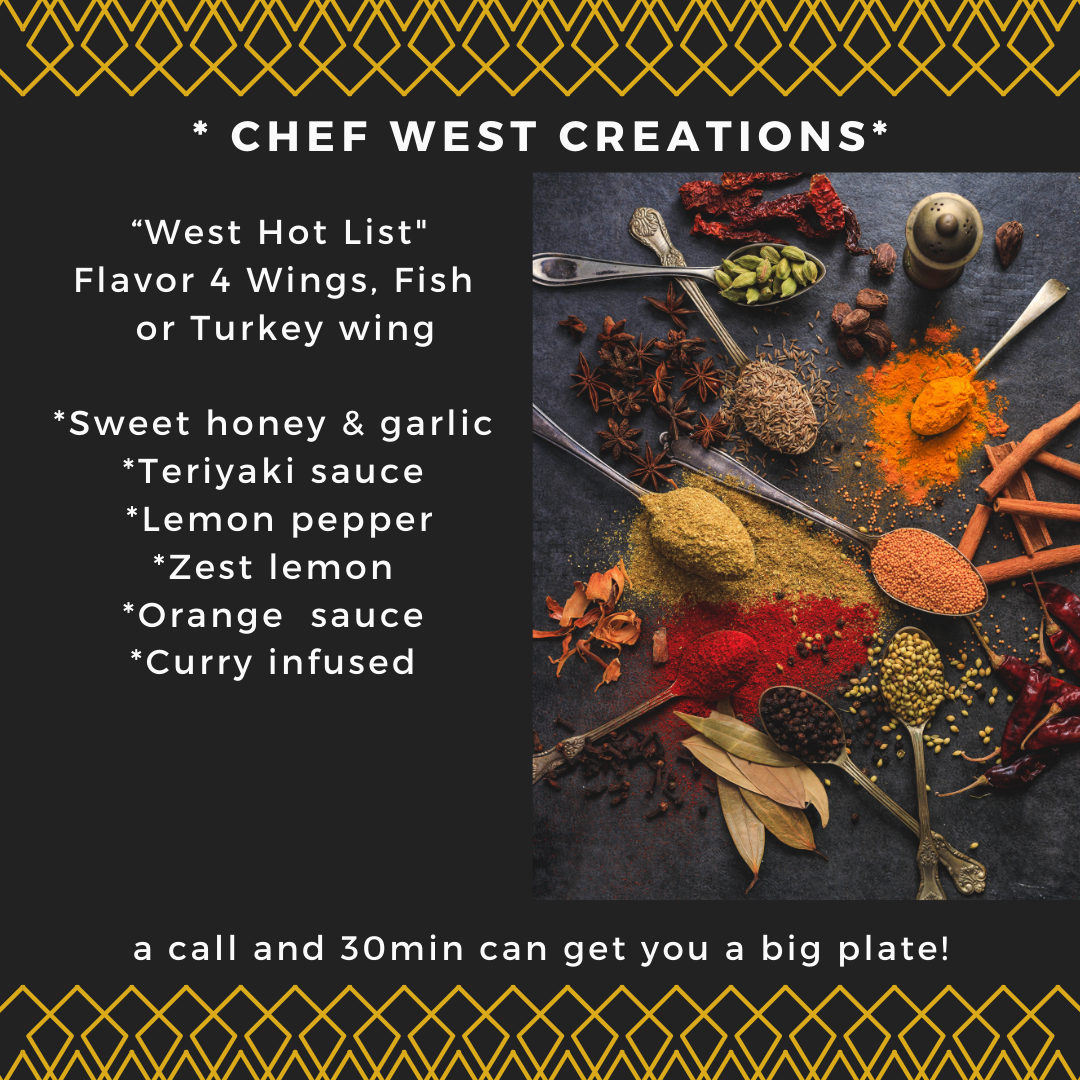 * CHEF WEST CREATIONS*
“West Hot List"
Flavor 4 Wings, Fish
or Turkey wing
*Sweet honey & garlic
*Teriyaki sauce
*Lemon pepper
*Zest lemon
*Orange  sauce
*Curry infused
a call and 30min can get you a big plate!